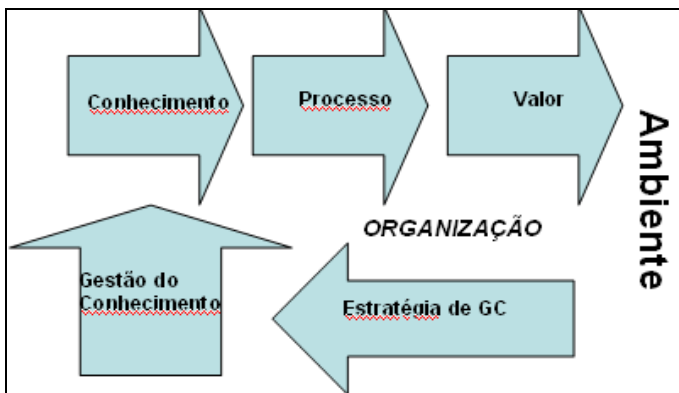 Conhecimento
Processo
Valor
Ambiente
ORGANIZAÇÃO
Gestão do
Conhecimento
Estratégia de GC